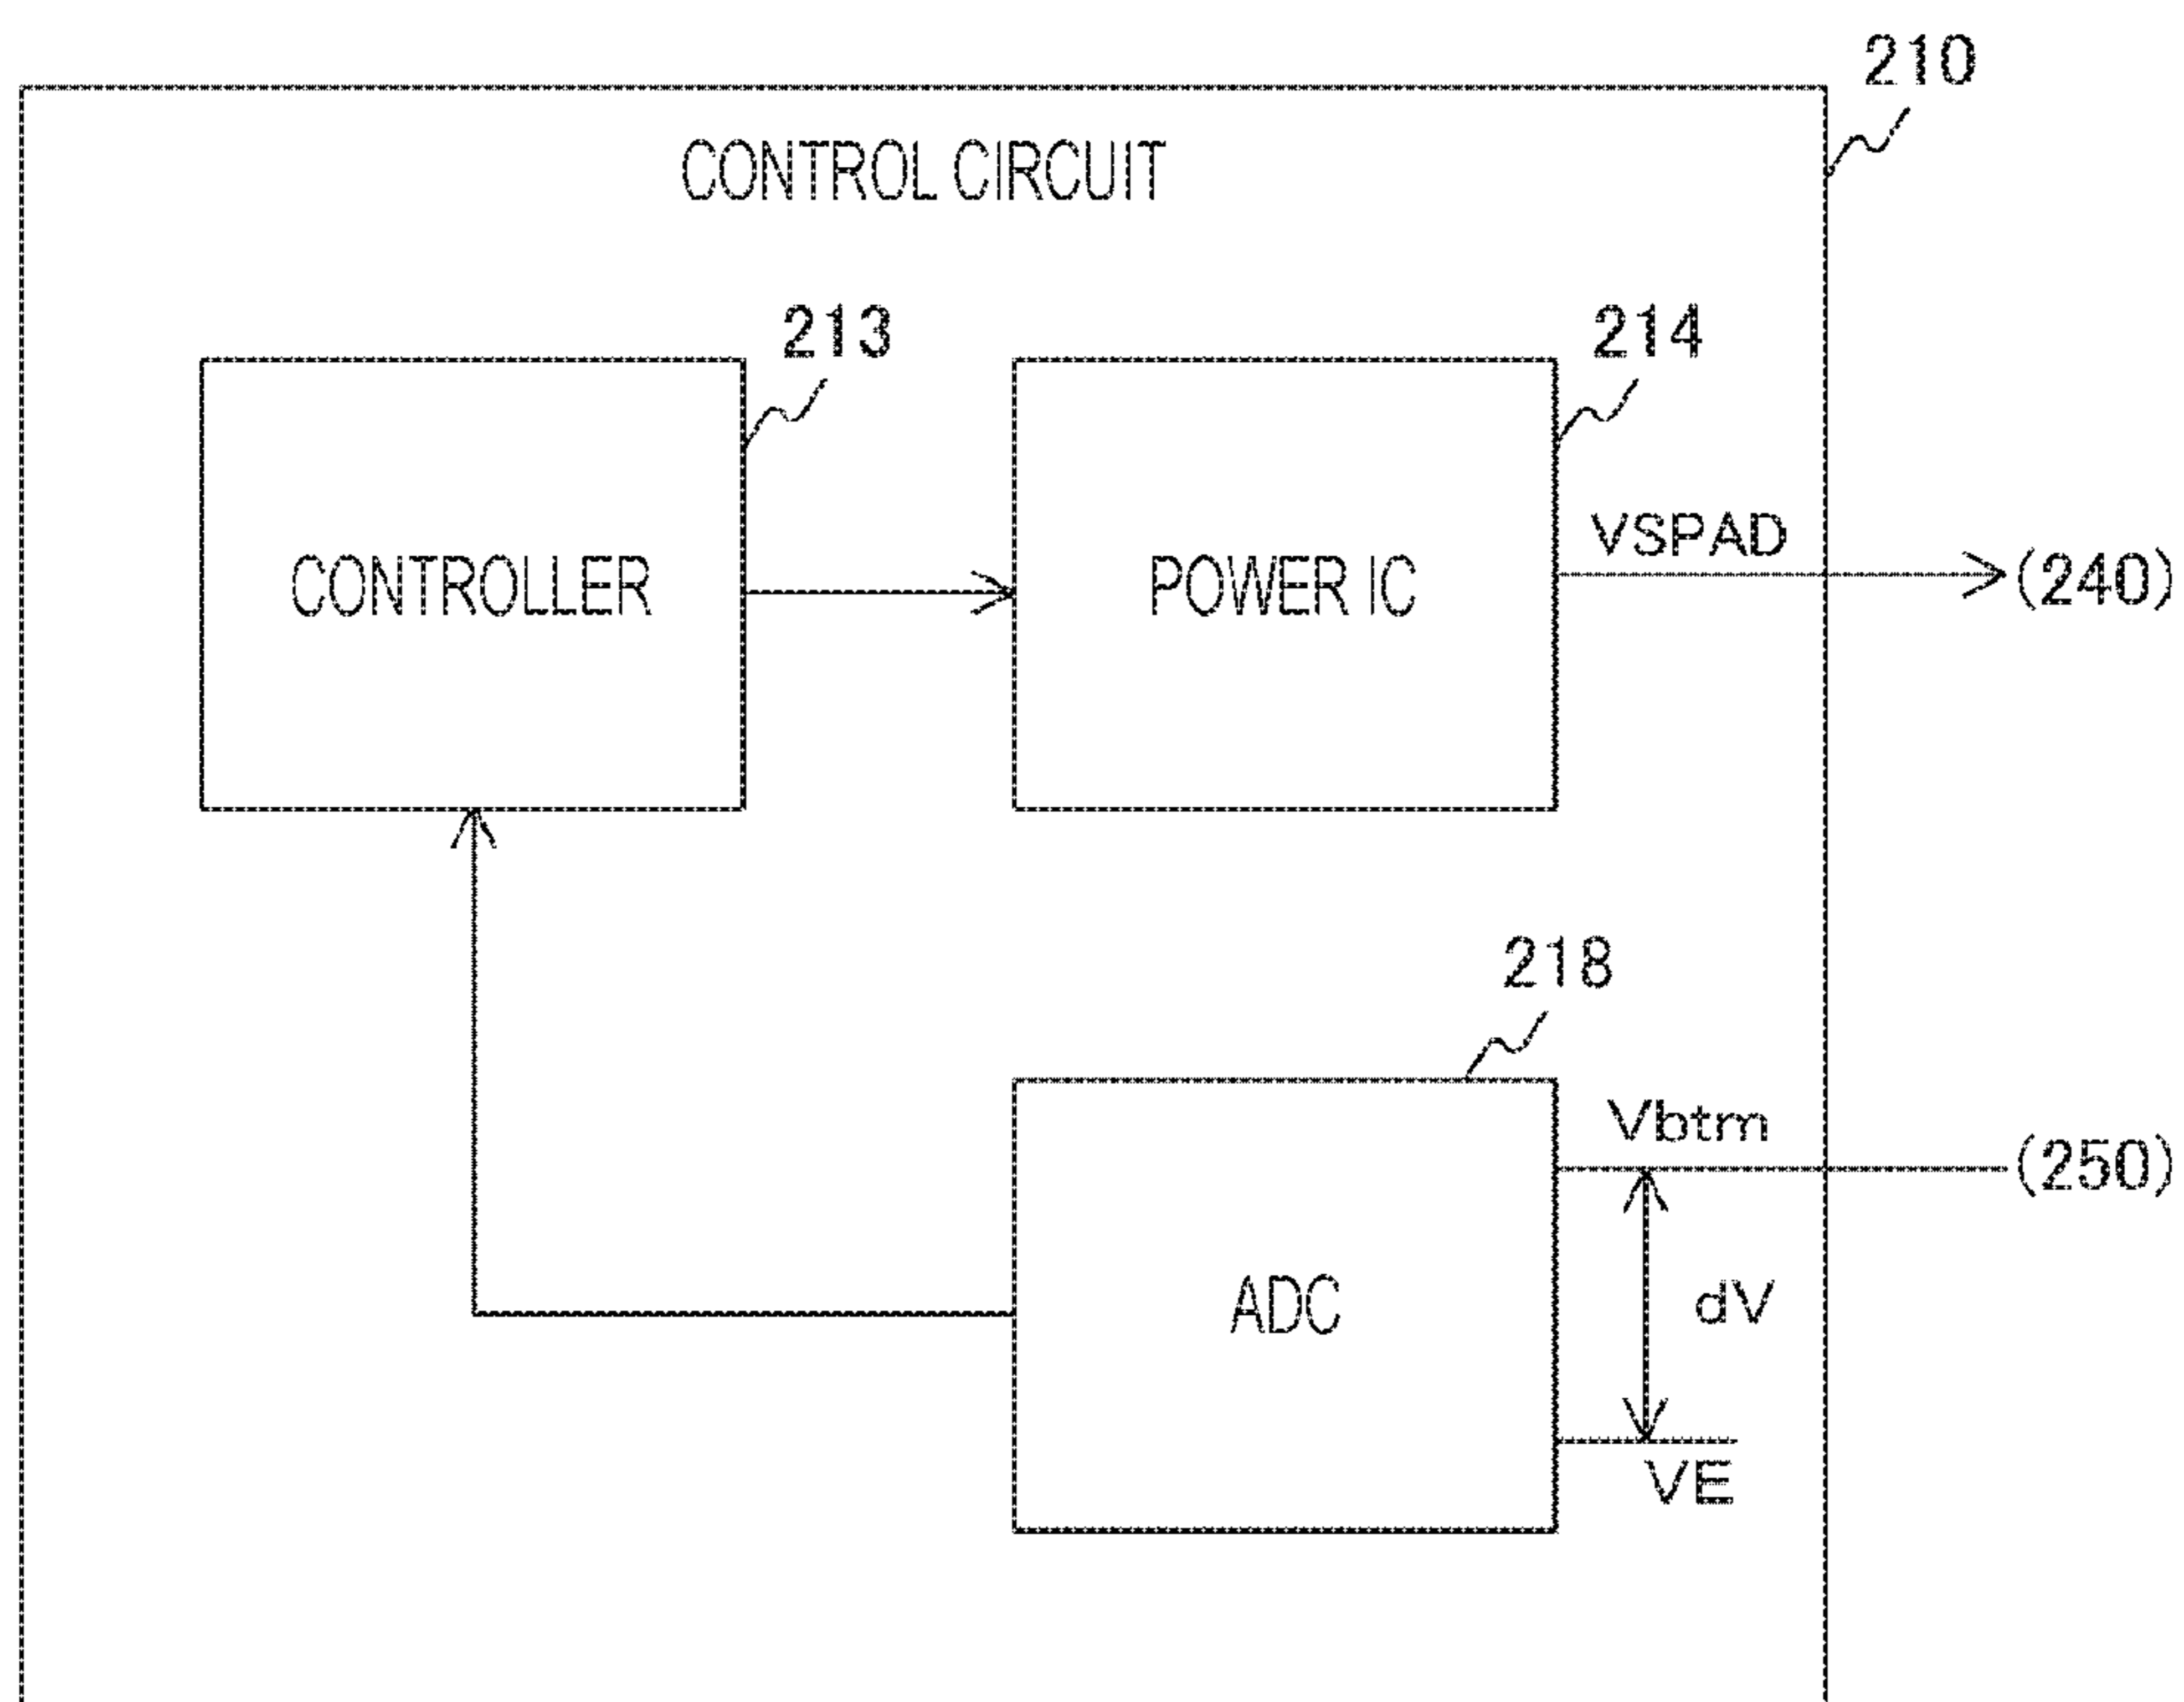 210
CONTROL CIRCUIT
213
214
CONTROLLER
POWER IC
VSPAD
(240)
218
Vbtm
(250)
ADC
dV
VE